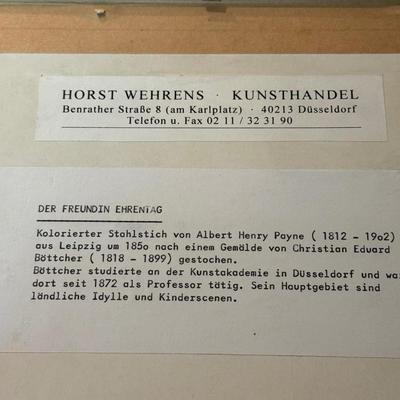 HORST WEHRENS · KUNSTHANDEL
Benrather Straße 8 (am Karlplatz) · 40213 Düsseldorf
Telefon u. Fax 02 11 / 32 31 90
DER FREUNDIN EHRENTAG
Kolorierter Stahlstich von Albert Henry Payne ( 1812 - 19o2)
aus Leipzig um 185o nach einem Gemälde von Christian Eduard
Böttcher ( 1818 - 1899) gestochen.
Böttcher studierte an der Kunstakademie in Düsseldorf und wa
dort seit 1872 als Professor tätig. Sein Hauptgebiet sind
ländliche Idylle und Kinderscenen.